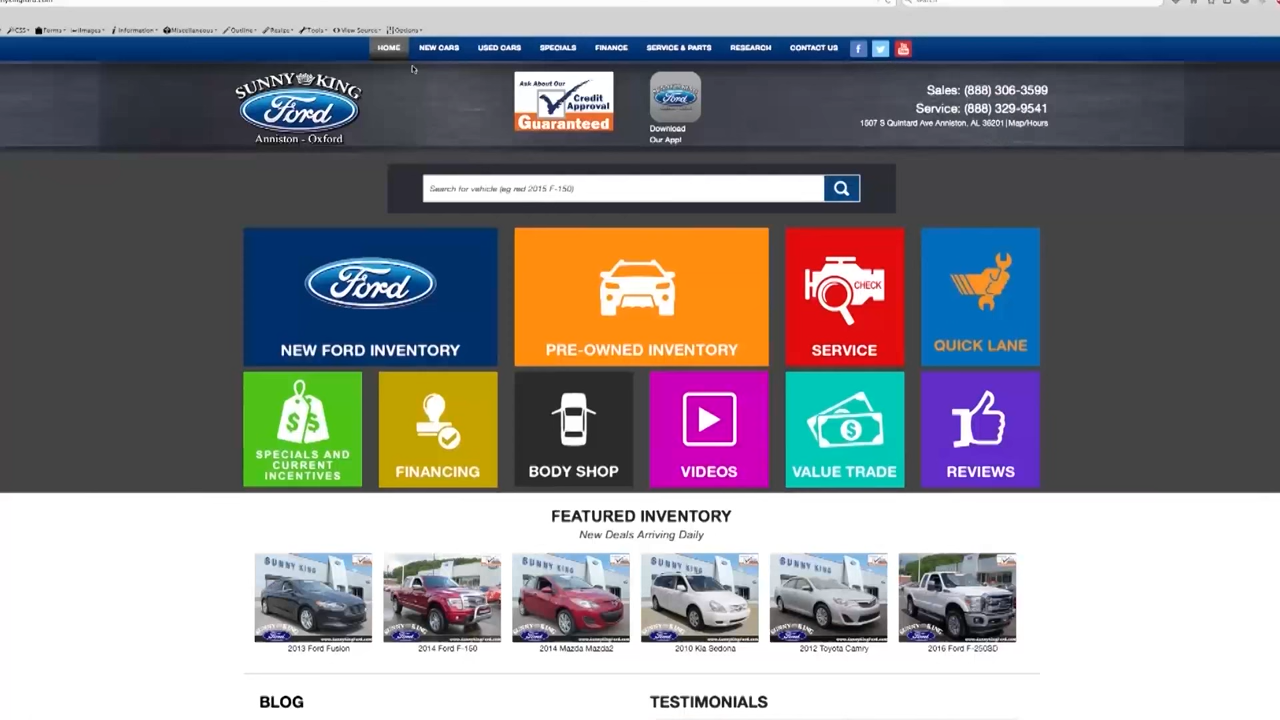 CSS Forms Images Information Miscellaneous Outline Resize Tools View Source Options
HOME NEW CARS USED CARS SPECIALS FINANCE SERVICE & PARTS RESEARCH CONTACT US
SUNNY KING
Ford
Anniston - Oxford
Ask About Our
Credit
Approval
Guaranteed
Download
Our App!
Sales: (888) 306-3599
Service: (888) 329-9541
1507 S Quintard Ave Anniston, AL 36201|Map/Hours
Search for vehicle (eg red 2015 F-150)
Ford
NEW FORD INVENTORY
PRE-OWNED INVENTORY
CHECK
SERVICE
QUICK LANE
SPECIALS AND
CURRENT
INCENTIVES
FINANCING
BODY SHOP
VIDEOS
VALUE TRADE
REVIEWS
FEATURED INVENTORY
New Deals Arriving Daily
2013 Ford Fusion
2014 Ford F-150
2014 Mazda Mazda2
2010 Kia Sedona
2012 Toyota Camry
2016 Ford F-250SD
BLOG
TESTIMONIALS